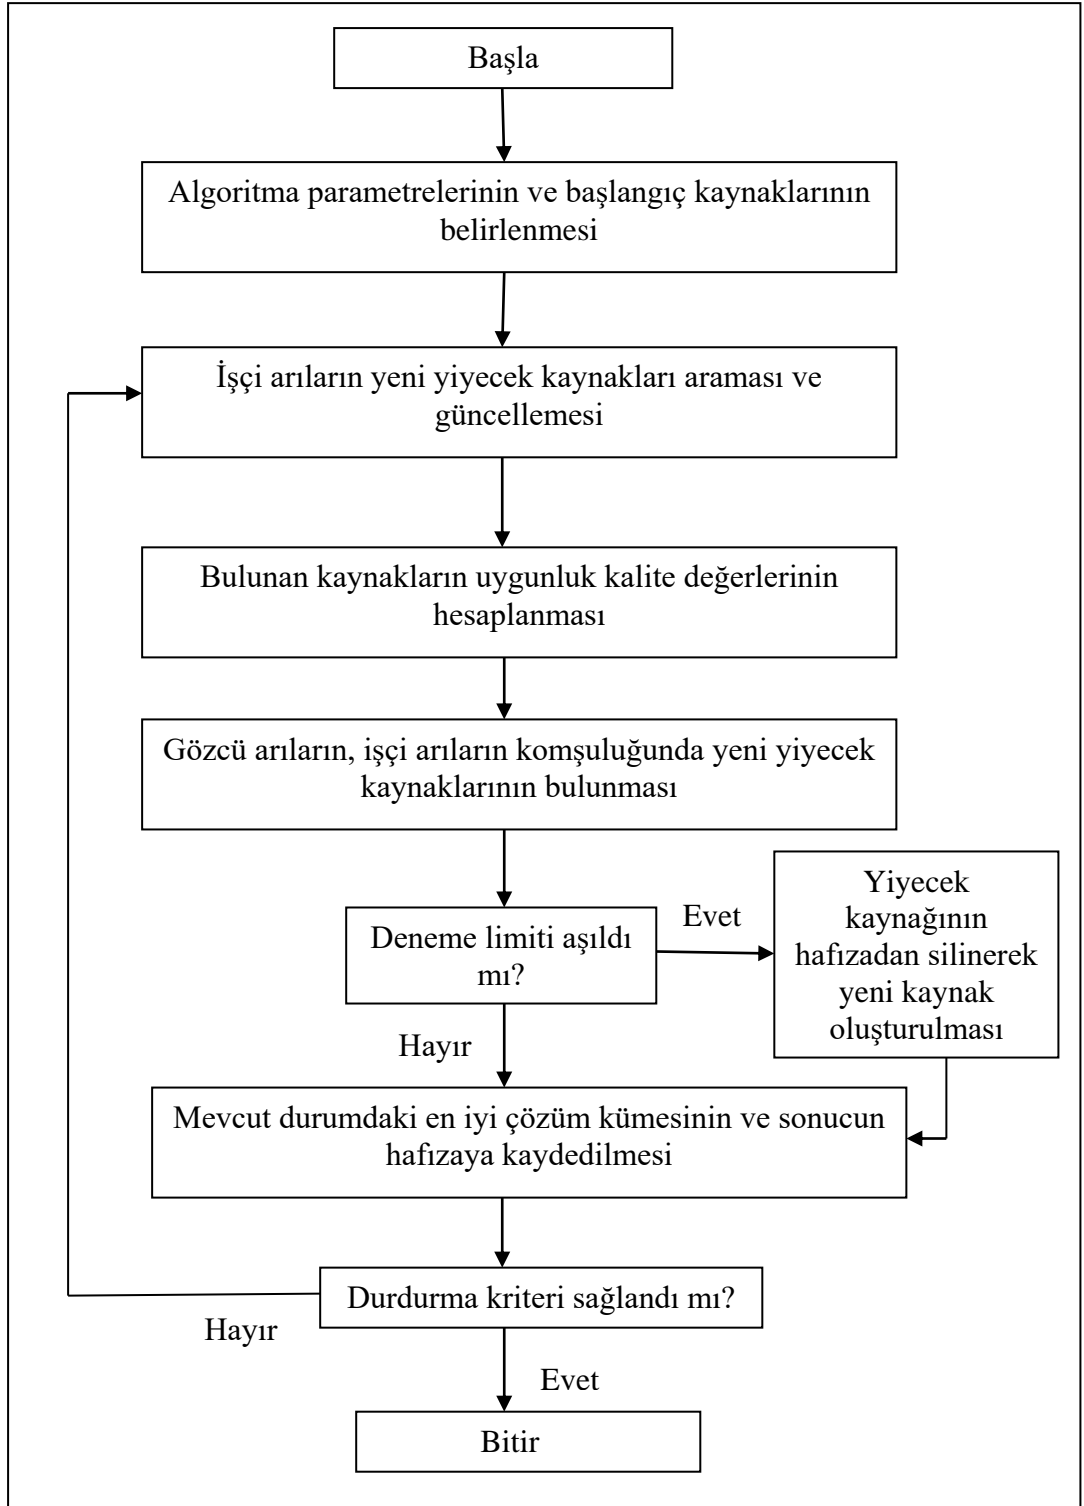 Başla
Algoritma parametrelerinin ve başlangıç kaynaklarının
belirlenmesi
İşçi arıların yeni yiyecek kaynakları araması ve
güncellemesi
Bulunan kaynakların uygunluk kalite değerlerinin
hesaplanması
Gözcü arıların, işçi arıların komşuluğunda yeni yiyecek
kaynaklarının bulunması
Deneme limiti aşıldı
mı?
Evet
Yiyecek
kaynağının
hafızadan silinerek
yeni kaynak
oluşturulması
Hayır
Mevcut durumdaki en iyi çözüm kümesinin ve sonucun
hafızaya kaydedilmesi
Durdurma kriteri sağlandı mı?
Hayır
Evet
Bitir